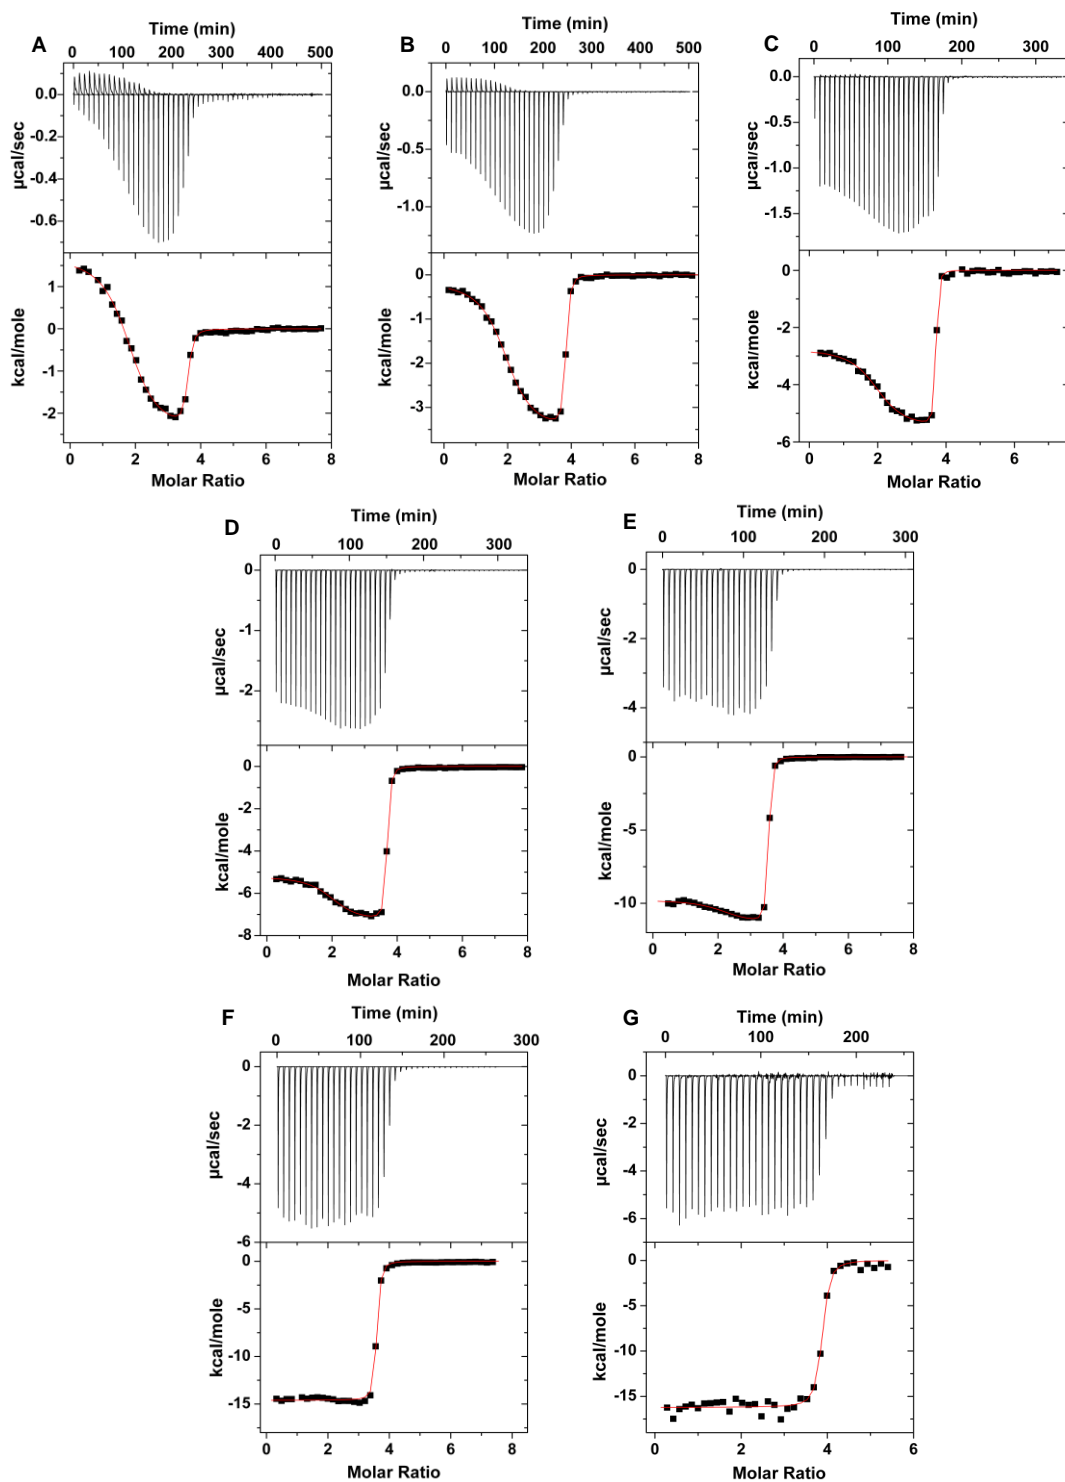 A
Time (min)
0 100 200 300 400 500
0.0
-0.2
-0.4
-0.6
µcal/sec
1
0
-1
-2
kcal/mole
0 2 4 6 8
Molar Ratio
B
Time (min)
0 100 200 300 400 500
0.0
-0.5
-1.0
µcal/sec
0
-1
-2
-3
kcal/mole
0 2 4 6 8
Molar Ratio
C
Time (min)
0 100 200 300
0.0
-0.5
-1.0
-1.5
µcal/sec
0
-2
-4
-6
kcal/mole
0 2 4 6
Molar Ratio
D
Time (min)
0 100 200 300
0
-1
-2
µcal/sec
0
-2
-4
-6
-8
kcal/mole
0 2 4 6 8
Molar Ratio
E
Time (min)
0 100 200 300
0
-2
-4
µcal/sec
0
-5
-10
kcal/mole
0 2 4 6 8
Molar Ratio
F
Time (min)
0 100 200 300
0
-2
-4
-6
µcal/sec
0
-5
-10
-15
kcal/mole
0 2 4 6 8
Molar Ratio
G
Time (min)
0 100 200
0
-2
-4
-6
µcal/sec
0
-5
-10
-15
kcal/mole
0 2 4 6
Molar Ratio